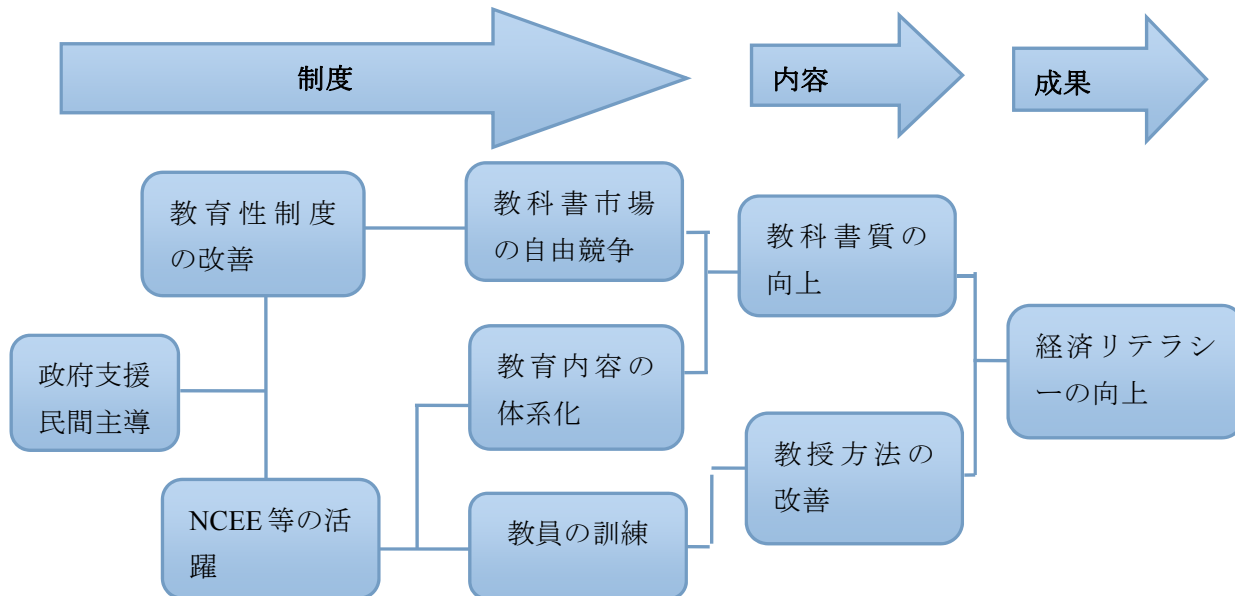 制度
内容
成果
教育性制度
の改善
教科書市場
の自由競争
教科書質の
向上
政府支援
民間主導
教育内容の
体系化
経済リテラシ
ーの向上
教授方法の
改善
NCEE等の活
躍
教員の訓練